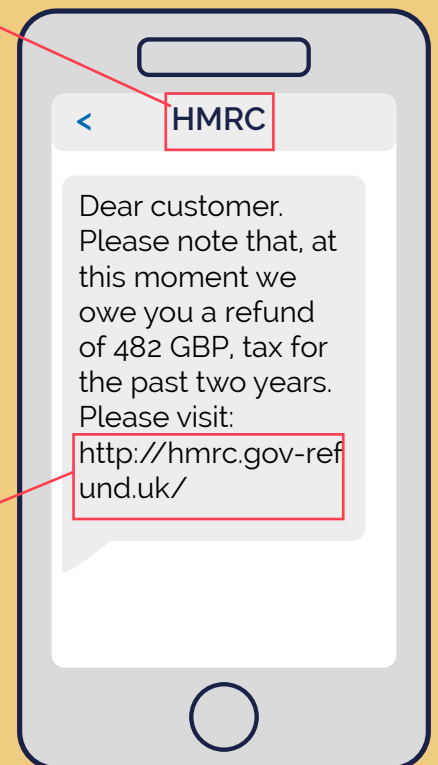 < HMRC
Dear customer.
Please note that, at
this moment we
owe you a refund
of 482 GBP, tax for
the past two years.
Please visit:
http://hmrc.gov-ref
und.uk/